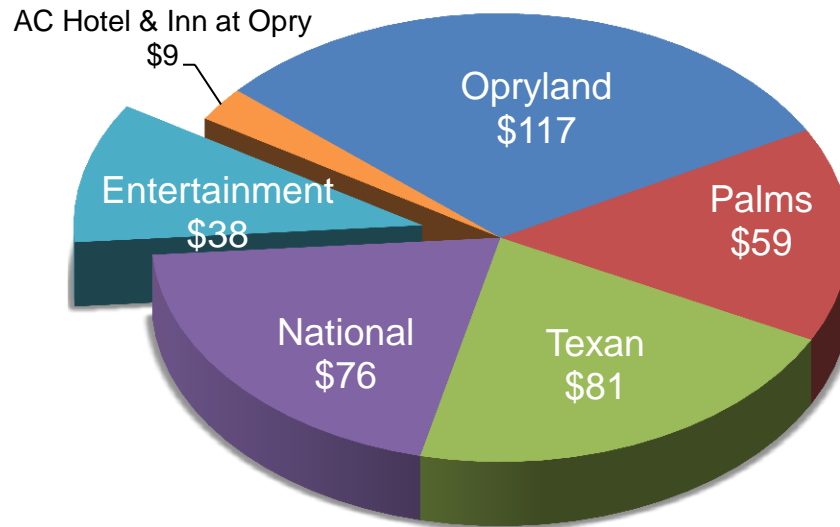 AC Hotel & Inn at Opry
$9
Opryland
$117
Palms
$59
Entertainment
$38
National
$76
Texan
$81